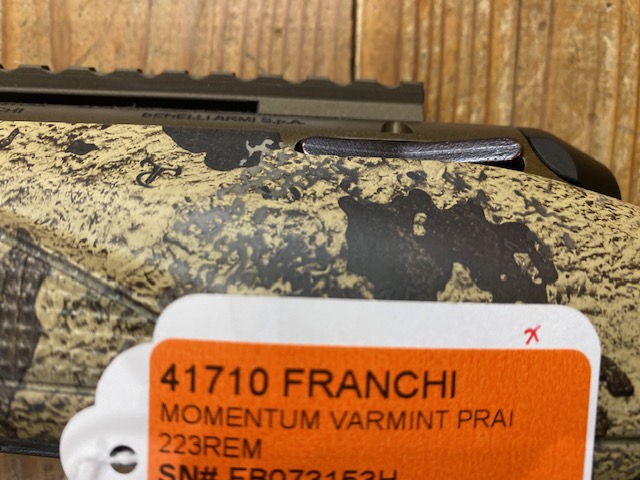 BENELLI ARMI S.p.A.
41710 FRANCHI
MOMENTUM VARMINT PRAI
223REM
SN#